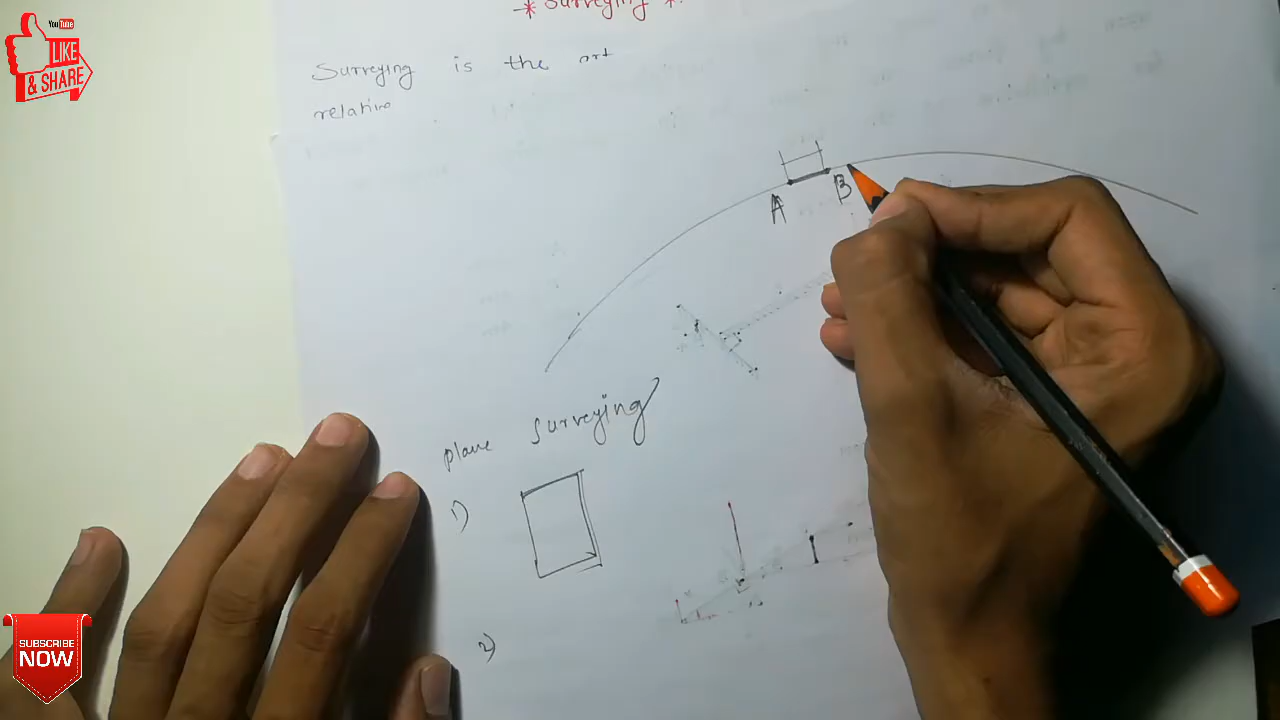 YouTube
LIKE
& SHARE
* Surveying *
Surveying is the art
relative
A B
plane surveying
1)
2)
SUBSCRIBE
NOW